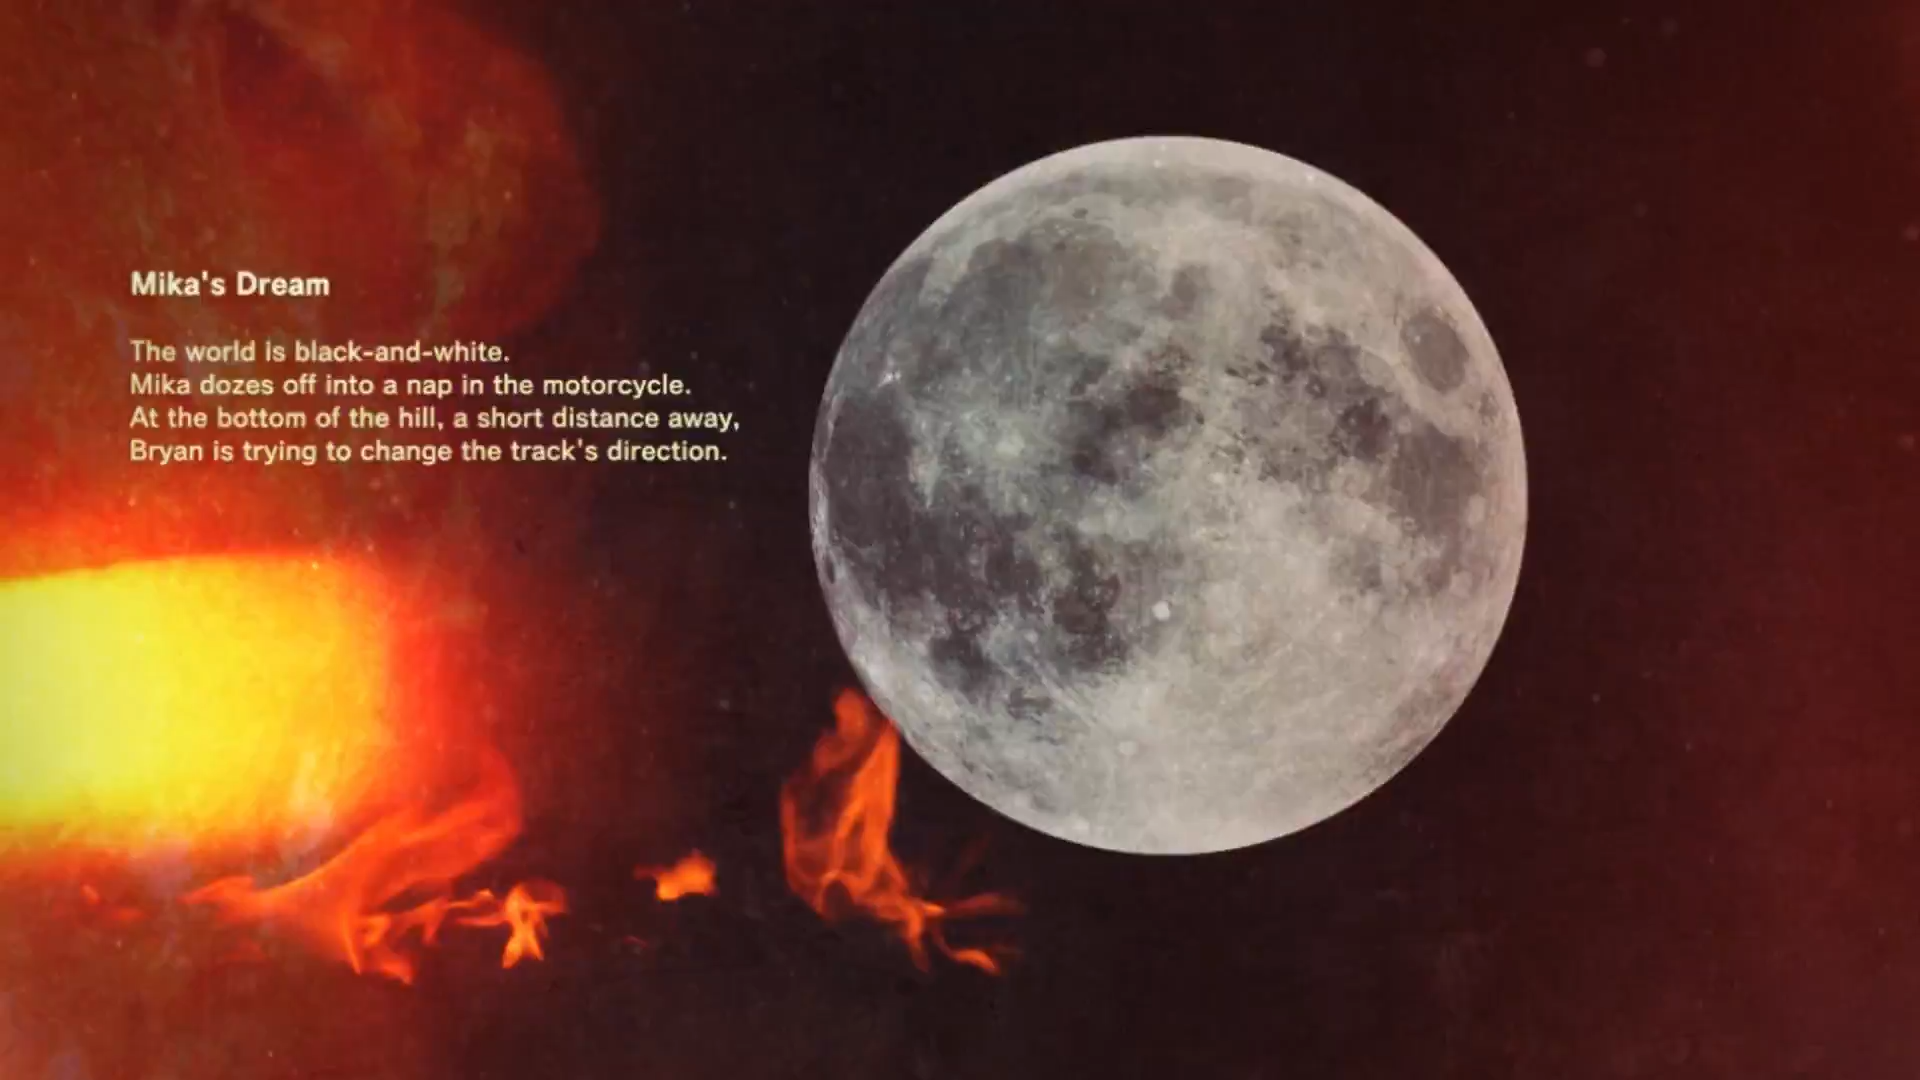 Mika's Dream
The world is black-and-white.
Mika dozes off into a nap in the motorcycle.
At the bottom of the hill, a short distance away,
Bryan is trying to change the track's direction.